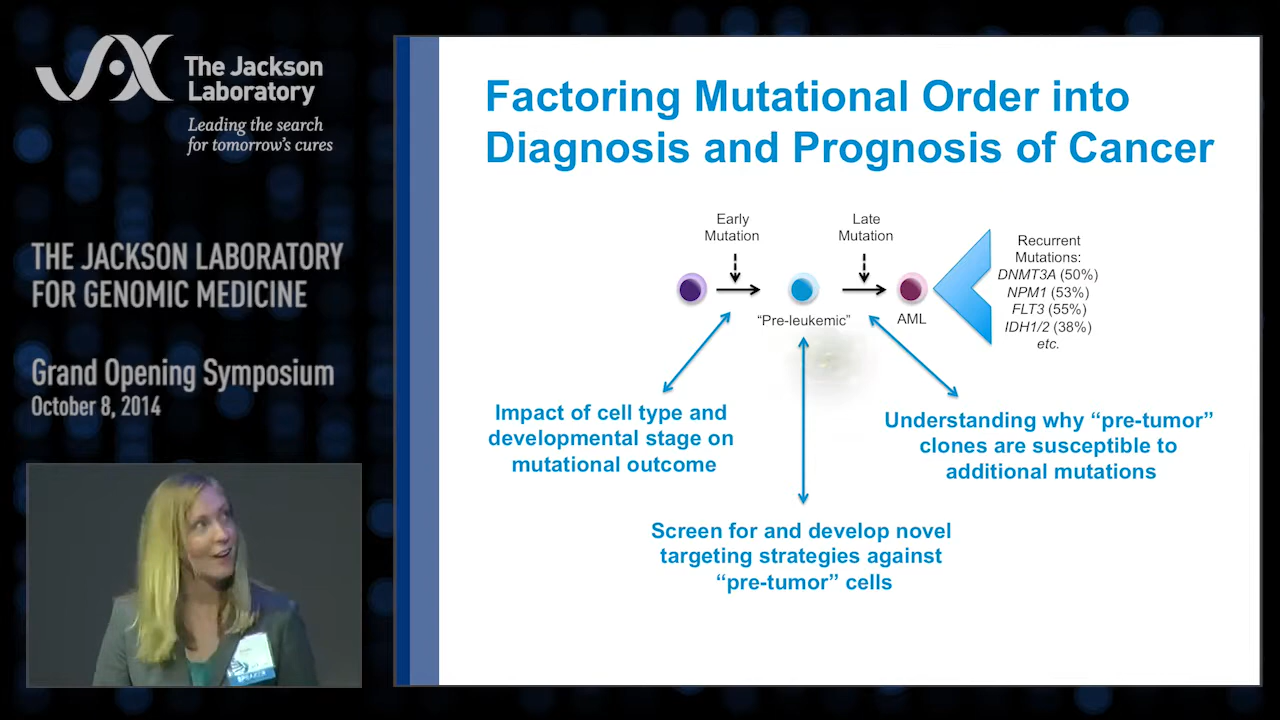 JAX
The Jackson
Laboratory
Leading the search
for tomorrow's cures
THE JACKSON LABORATORY
FOR GENOMIC MEDICINE
Grand Opening Symposium
October 8, 2014
SPEAKER
Factoring Mutational Order into
Diagnosis and Prognosis of Cancer
Early
Mutation
Late
Mutation
"Pre-leukemic"
AML
Recurrent
Mutations:
DNMT3A (50%)
NPM1 (53%)
FLT3 (55%)
IDH1/2 (38%)
etc.
Impact of cell type and
developmental stage on
mutational outcome
Understanding why “pre-tumor”
clones are susceptible to
additional mutations
Screen for and develop novel
targeting strategies against
“pre-tumor” cells